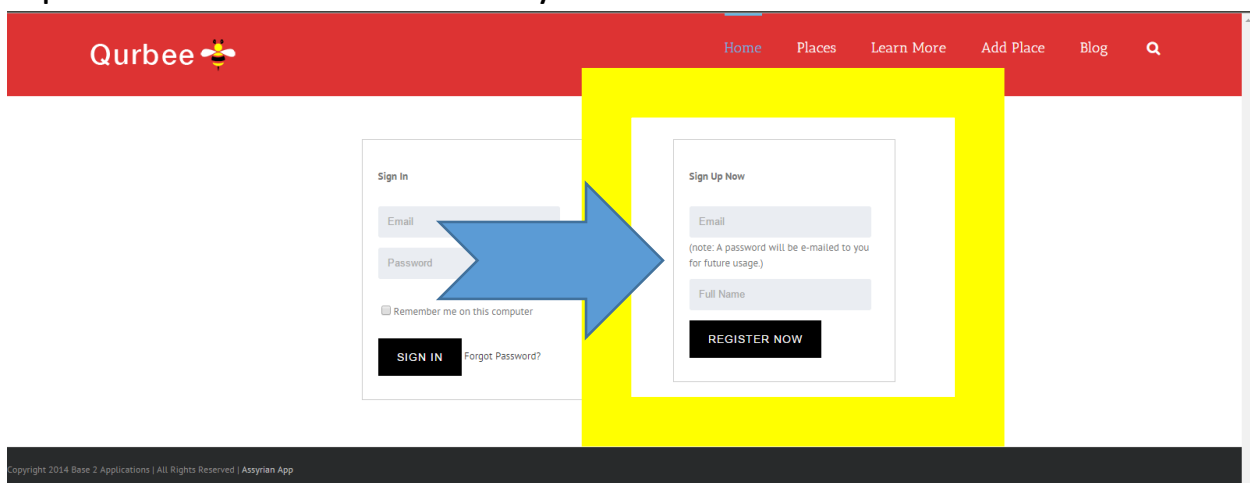 Qurbee
Home Places Learn More Add Place Blog
Sign In
Email
Password
Remember me on this computer
SIGN IN Forgot Password?
Sign Up Now
Email
(note: A password will be e-mailed to you
for future usage.)
Full Name
REGISTER NOW
Copyright 2014 Base 2 Applications | All Rights Reserved | Assyrian App